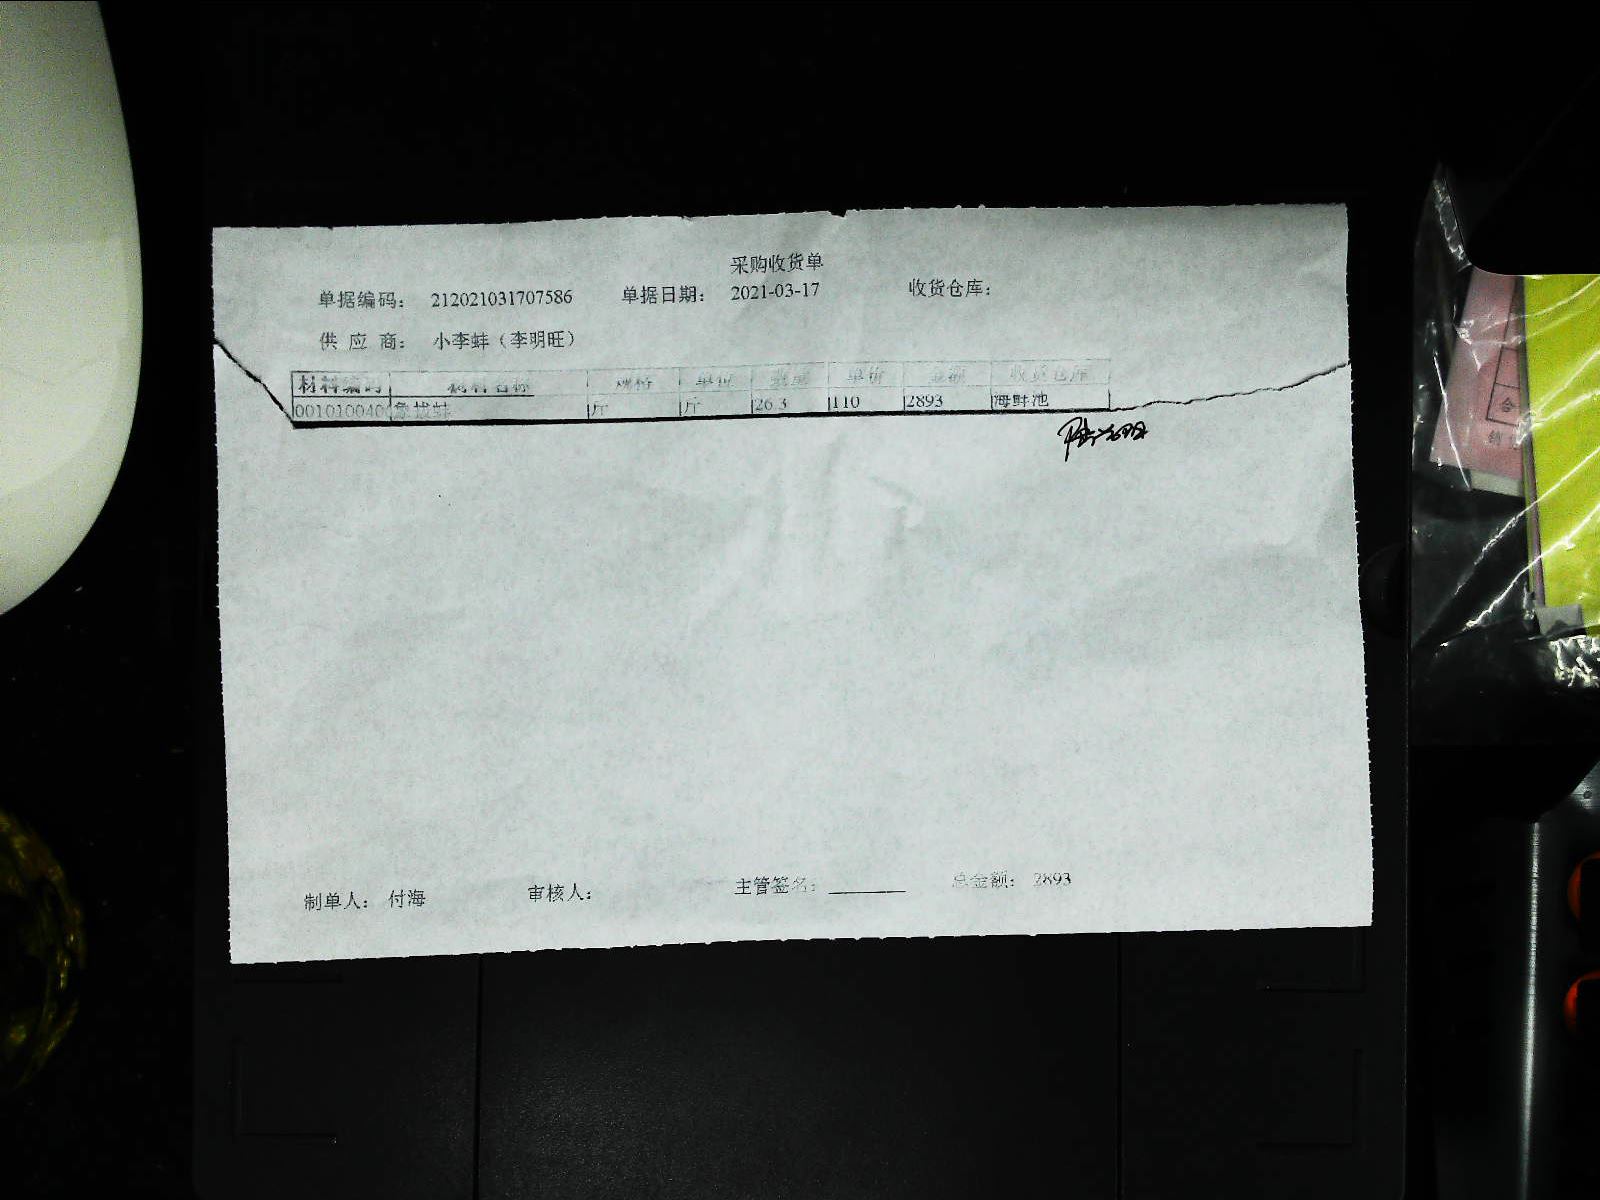 采购收货单
单据编码： 212021031707586 单据日期： 2021-03-17 收货仓库：
供 应 商： 小李蚌（李明旺）
材料编码 材料名称 规格 单位 数量 单价 金额 收货仓库
0010100400 象拔蚌 斤 斤 26.3 110 2893 海鲜池
制单人： 付海 审核人： 主管签名： 总金额： 2893